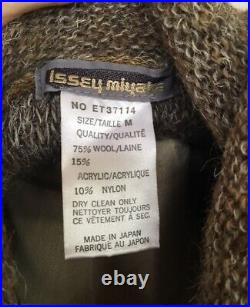 ISSEY MIYAKE
NO ET37114
SIZE/TAILLE M
QUALITY/QUALITÉ
75% WOOL/LAINE
15%
ACRYLIC/ACRYLIQUE
10% NYLON
DRY CLEAN ONLY
NETTOYER TOUJOURS
CE VÊTEMENT À SEC.
MADE IN JAPAN
FABRIQUÉ AU JAPON